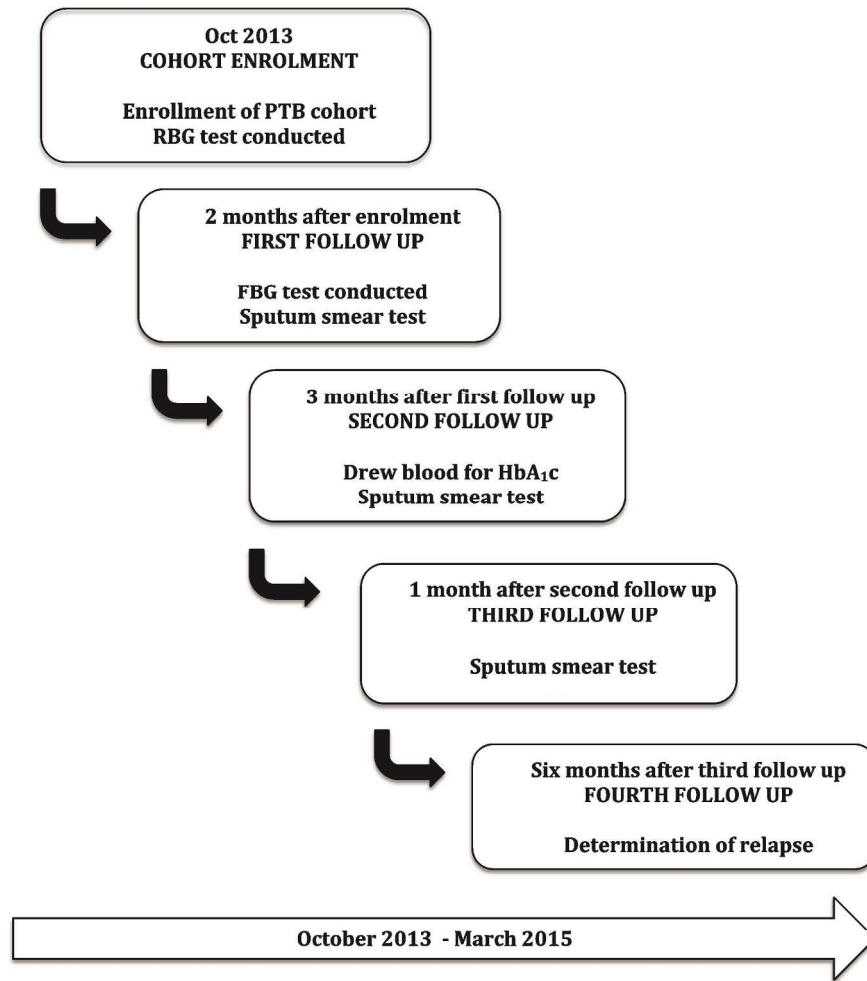 Oct 2013
COHORT ENROLMENT
Enrollment of PTB cohort
RBG test conducted
2 months after enrolment
FIRST FOLLOW UP
FBG test conducted
Sputum smear test
3 months after first follow up
SECOND FOLLOW UP
Drew blood for HbA₁c
Sputum smear test
1 month after second follow up
THIRD FOLLOW UP
Sputum smear test
Six months after third follow up
FOURTH FOLLOW UP
Determination of relapse
October 2013 - March 2015